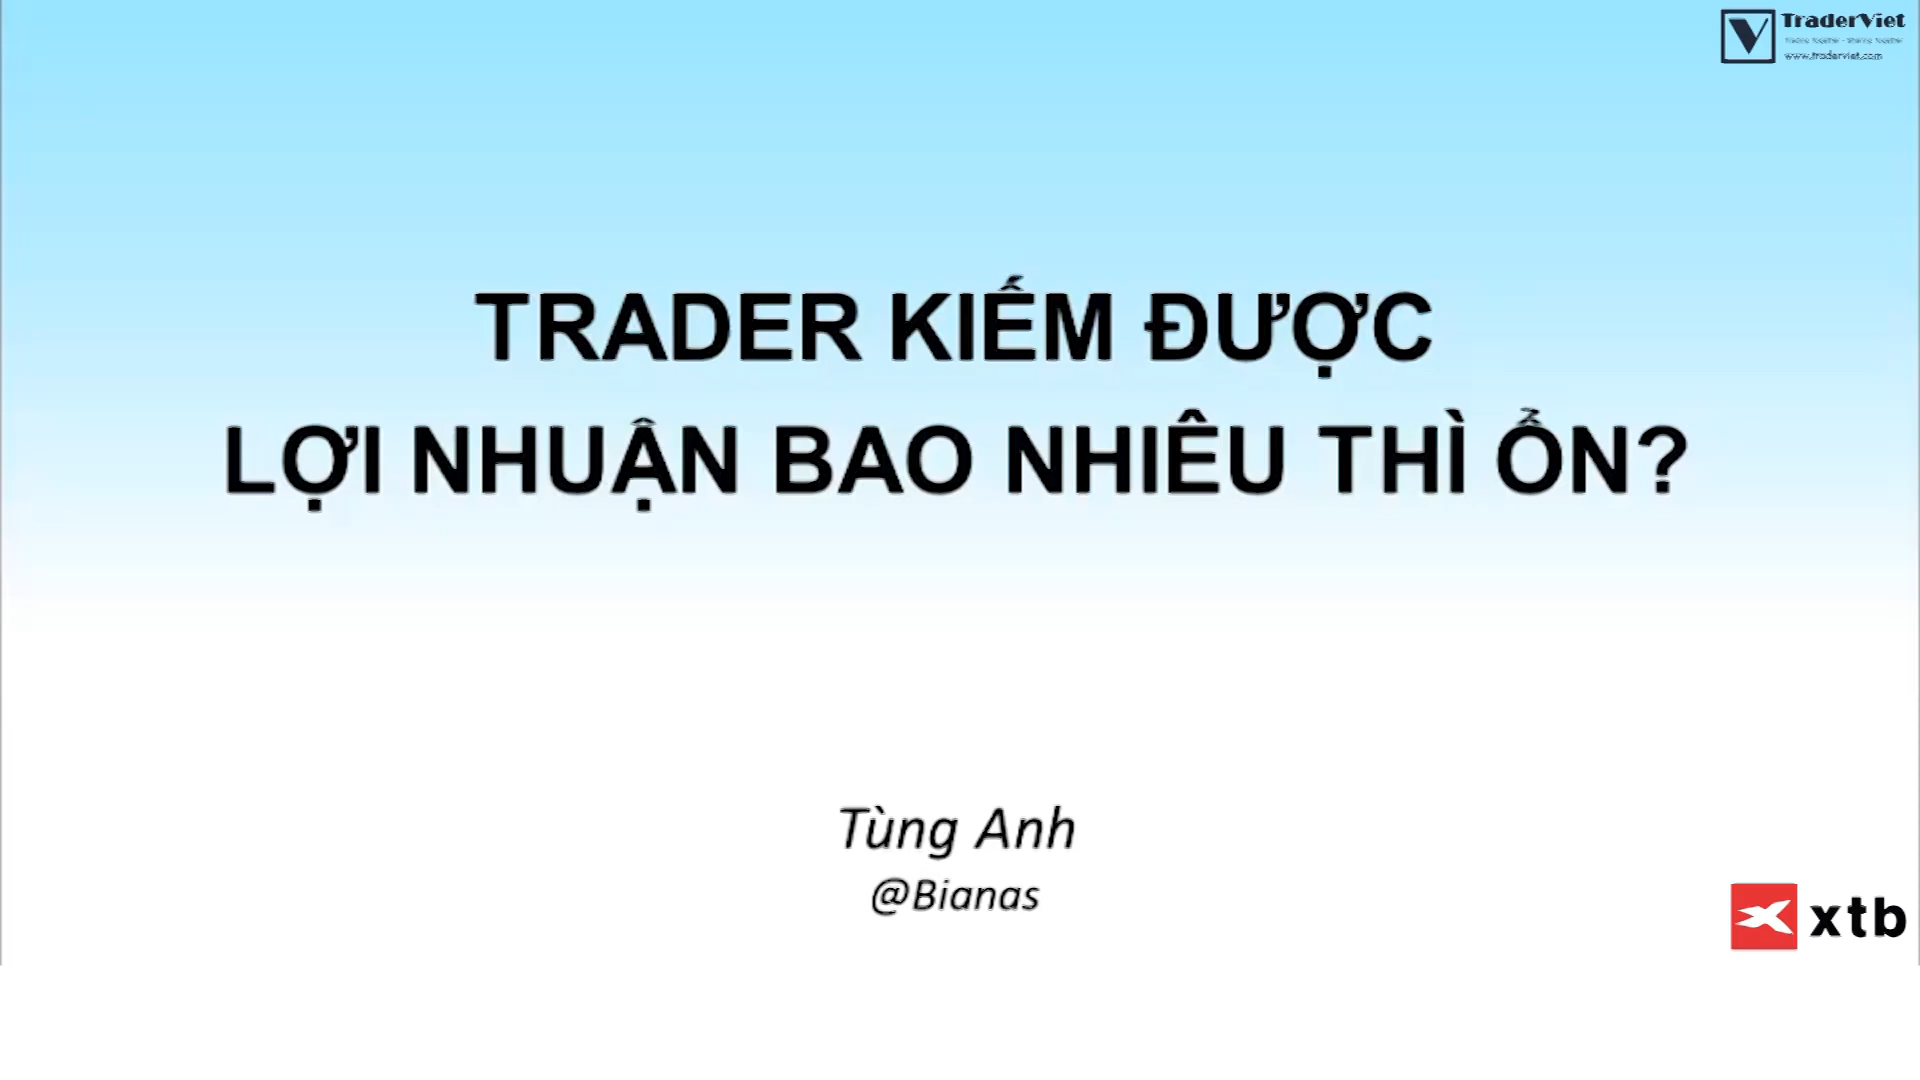 TraderViet
www.traderviet.com
TRADER KIẾM ĐƯỢC
LỢI NHUẬN BAO NHIÊU THÌ ỔN?
Tùng Anh
@Bianas
xtb